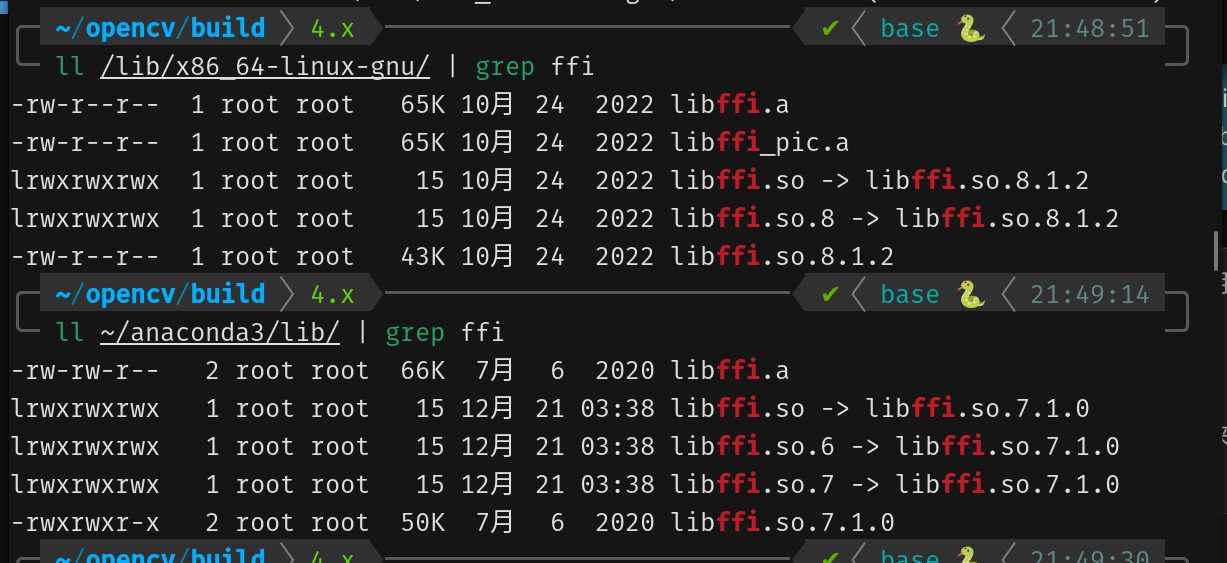 ~/opencv/build 4.x ✔ base 🐍 21:48:51
ll /lib/x86_64-linux-gnu/ | grep ffi
-rw-r--r--  1 root root   65K 10月 24  2022 libffi.a
-rw-r--r--  1 root root   65K 10月 24  2022 libffi_pic.a
lrwxrwxrwx  1 root root    15 10月 24  2022 libffi.so -> libffi.so.8.1.2
lrwxrwxrwx  1 root root    15 10月 24  2022 libffi.so.8 -> libffi.so.8.1.2
-rw-r--r--  1 root root   43K 10月 24  2022 libffi.so.8.1.2
~/opencv/build 4.x ✔ base 🐍 21:49:14
ll ~/anaconda3/lib/ | grep ffi
-rw-rw-r--   2 root root  66K  7月  6  2020 libffi.a
lrwxrwxrwx   1 root root   15 12月 21 03:38 libffi.so -> libffi.so.7.1.0
lrwxrwxrwx   1 root root   15 12月 21 03:38 libffi.so.6 -> libffi.so.7.1.0
lrwxrwxrwx   1 root root   15 12月 21 03:38 libffi.so.7 -> libffi.so.7.1.0
-rwxrwxr-x   2 root root  50K  7月  6  2020 libffi.so.7.1.0
~/opencv/build 4.x ✔ base 🐍 21:49:30